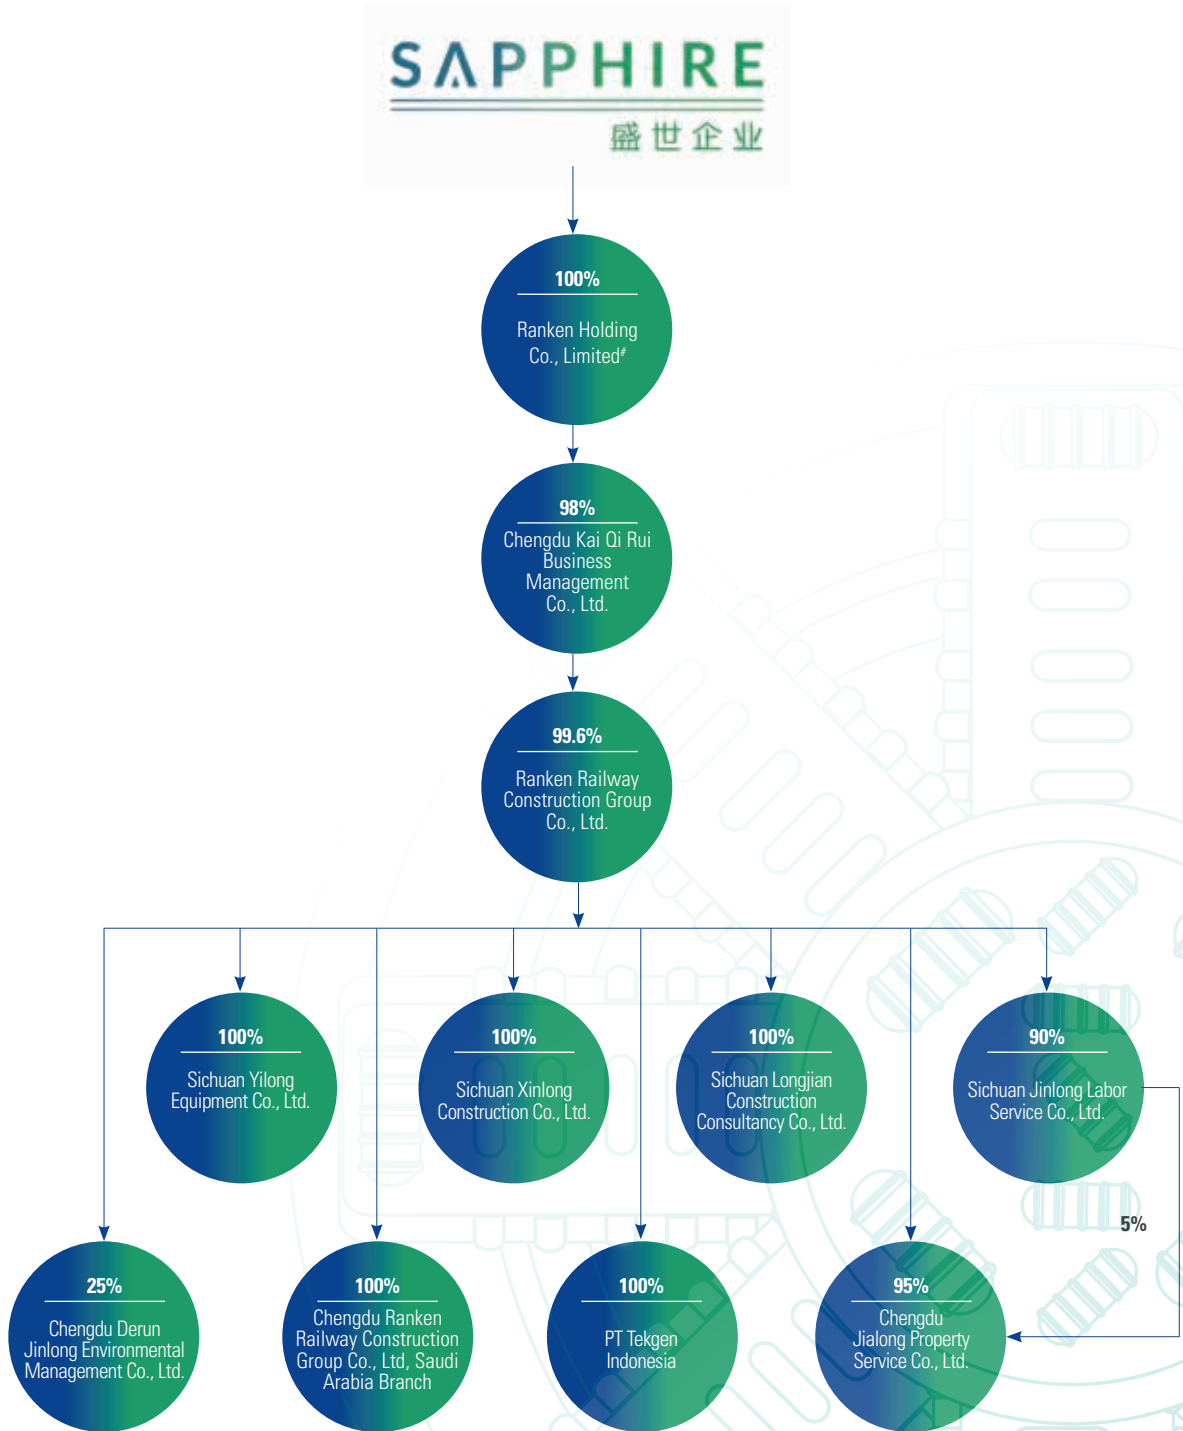 SAPPHIRE
盛世企业
100%
Ranken Holding
Co., Limited#
98%
Chengdu Kai Qi Rui
Business
Management
Co., Ltd.
99.6%
Ranken Railway
Construction Group
Co., Ltd.
100%
Sichuan Yilong
Equipment Co., Ltd.
100%
Sichuan Xinlong
Construction Co., Ltd.
100%
Sichuan Longjian
Construction
Consultancy Co., Ltd.
90%
Sichuan Jinlong Labor
Service Co., Ltd.
5%
25%
Chengdu Derun
Jinlong Environmental
Management Co., Ltd.
100%
Chengdu Ranken
Railway Construction
Group Co., Ltd, Saudi
Arabia Branch
100%
PT Tekgen
Indonesia
95%
Chengdu
Jialong Property
Service Co., Ltd.